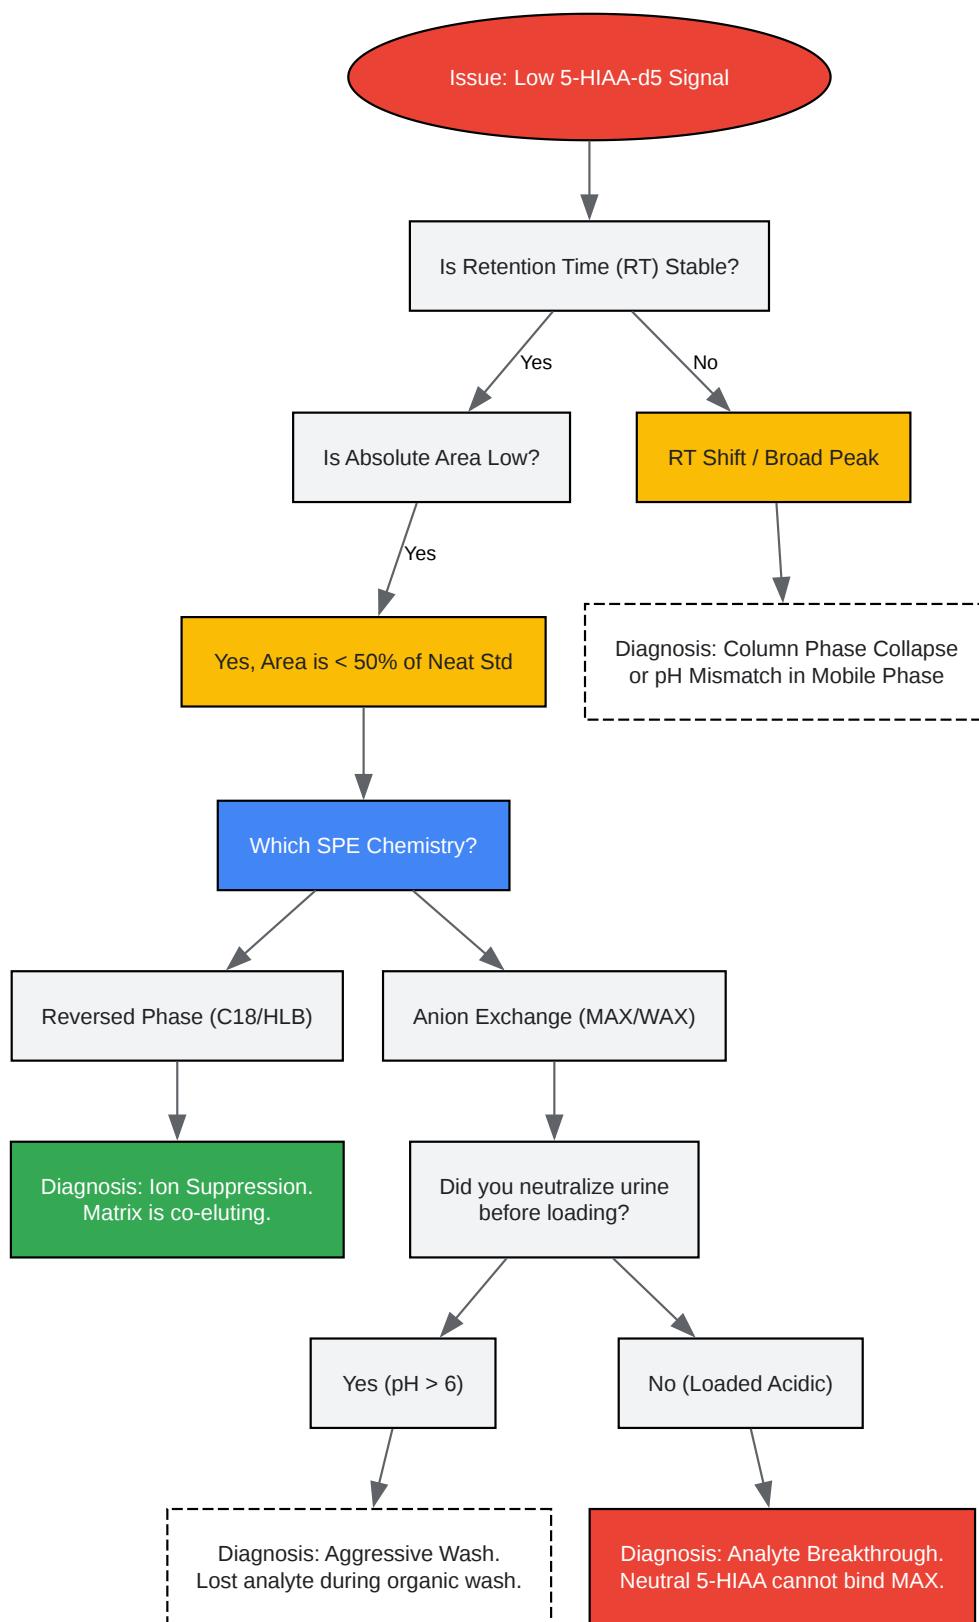 Issue: Low 5-HIAA-d5 Signal
Is Retention Time (RT) Stable?
Yes
No
Is Absolute Area Low?
RT Shift / Broad Peak
Yes
Yes, Area is < 50% of Neat Std
Diagnosis: Column Phase Collapse
or pH Mismatch in Mobile Phase
Which SPE Chemistry?
Reversed Phase (C18/HLB)
Anion Exchange (MAX/WAX)
Diagnosis: Ion Suppression.
Matrix is co-eluting.
Did you neutralize urine
before loading?
Yes (pH > 6)
No (Loaded Acidic)
Diagnosis: Aggressive Wash.
Lost analyte during organic wash.
Diagnosis: Analyte Breakthrough.
Neutral 5-HIAA cannot bind MAX.